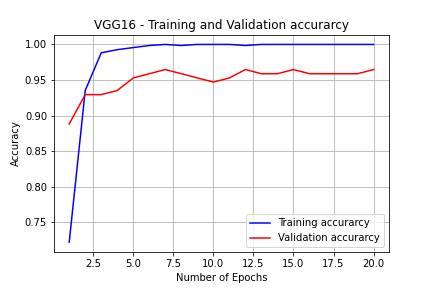 VGG16 - Training and Validation accurarcy
1.00
0.95
0.90
0.85
0.80
0.75
Accuracy
2.5 5.0 7.5 10.0 12.5 15.0 17.5 20.0
Number of Epochs
Training accurarcy
Validation accurarcy